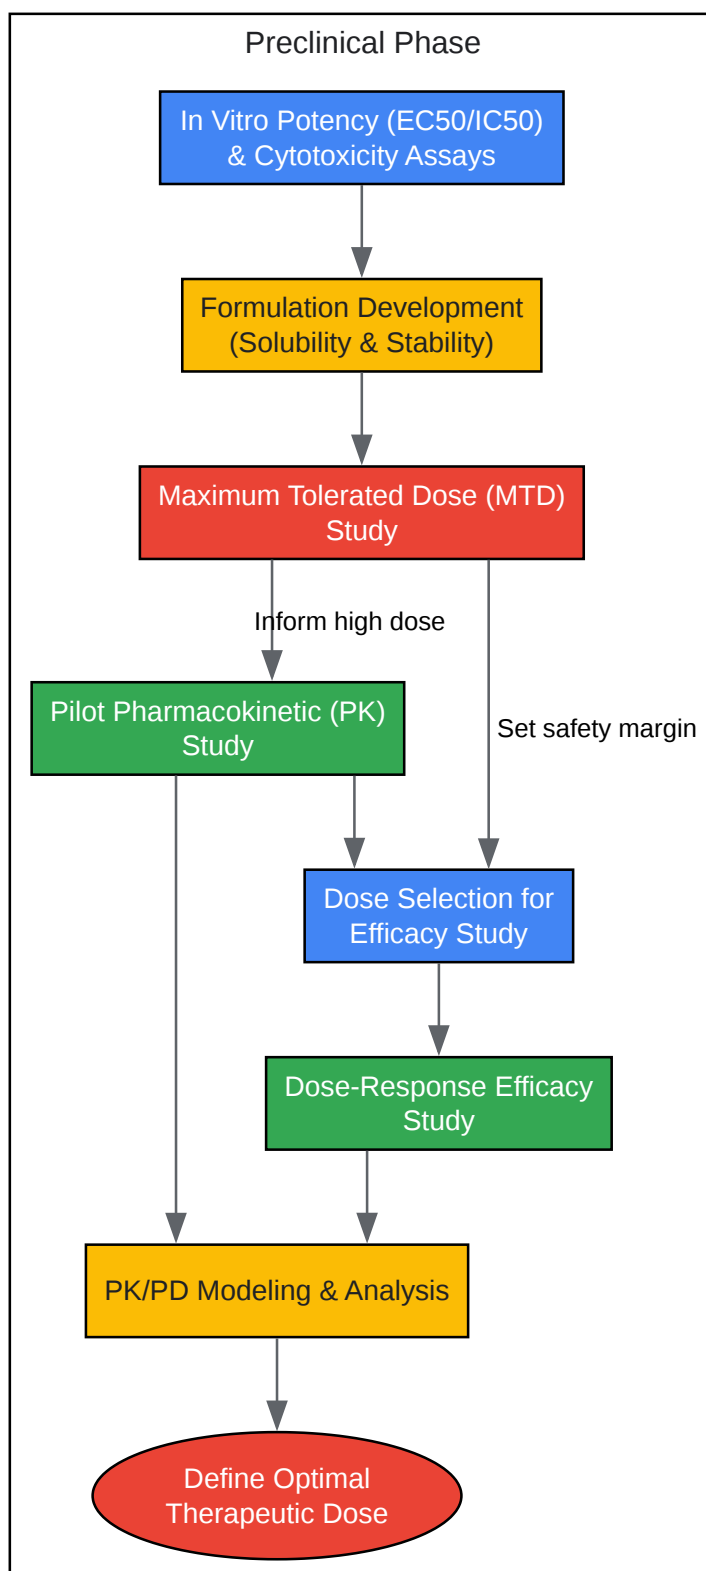 Preclinical Phase
In Vitro Potency (EC50/IC50)
& Cytotoxicity Assays
Formulation Development
(Solubility & Stability)
Maximum Tolerated Dose (MTD)
Study
Inform high dose
Pilot Pharmacokinetic (PK)
Study
Set safety margin
Dose Selection for
Efficacy Study
Dose-Response Efficacy
Study
PK/PD Modeling & Analysis
Define Optimal
Therapeutic Dose